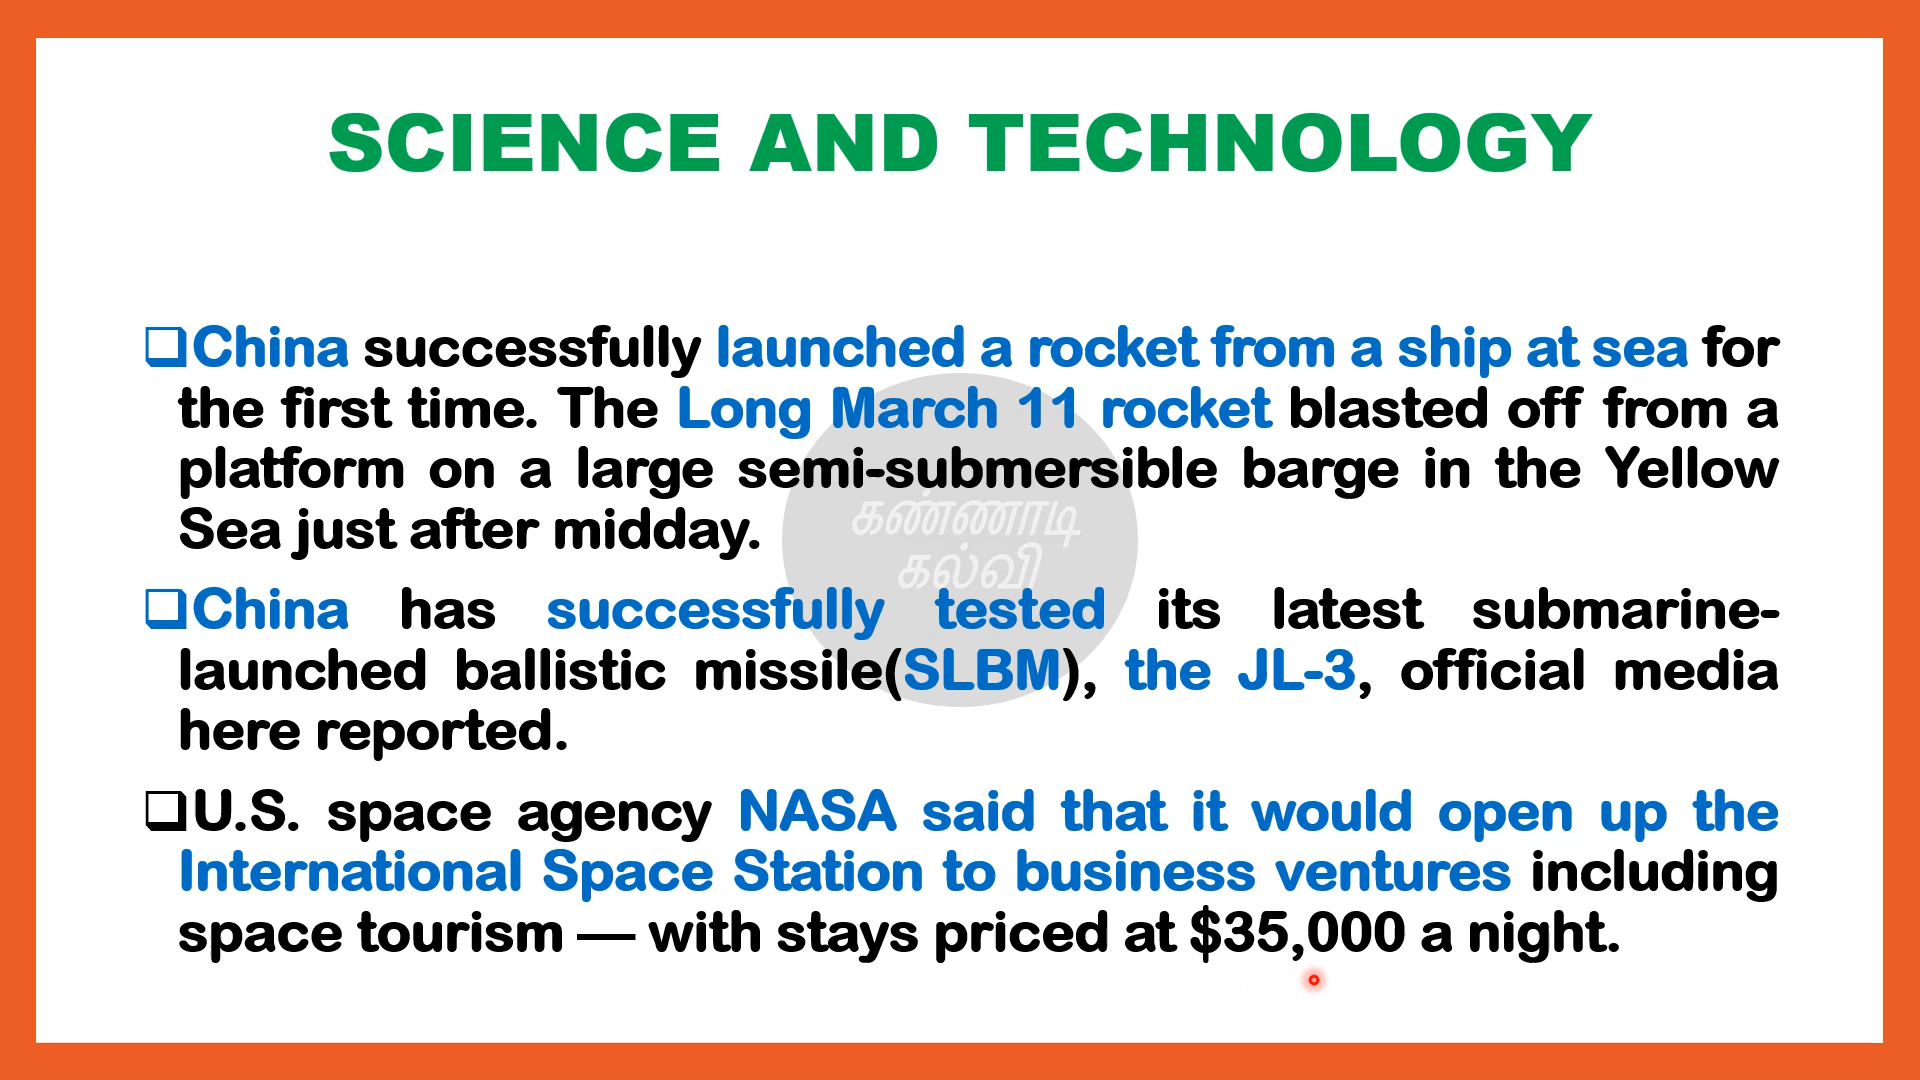 SCIENCE AND TECHNOLOGY
❑China successfully launched a rocket from a ship at sea for
the first time. The Long March 11 rocket blasted off from a
platform on a large semi-submersible barge in the Yellow
Sea just after midday.
கண்ணாடி
கல்வி
❑China has successfully tested its latest submarine-
launched ballistic missile(SLBM), the JL-3, official media
here reported.
❑U.S. space agency NASA said that it would open up the
International Space Station to business ventures including
space tourism — with stays priced at $35,000 a night.